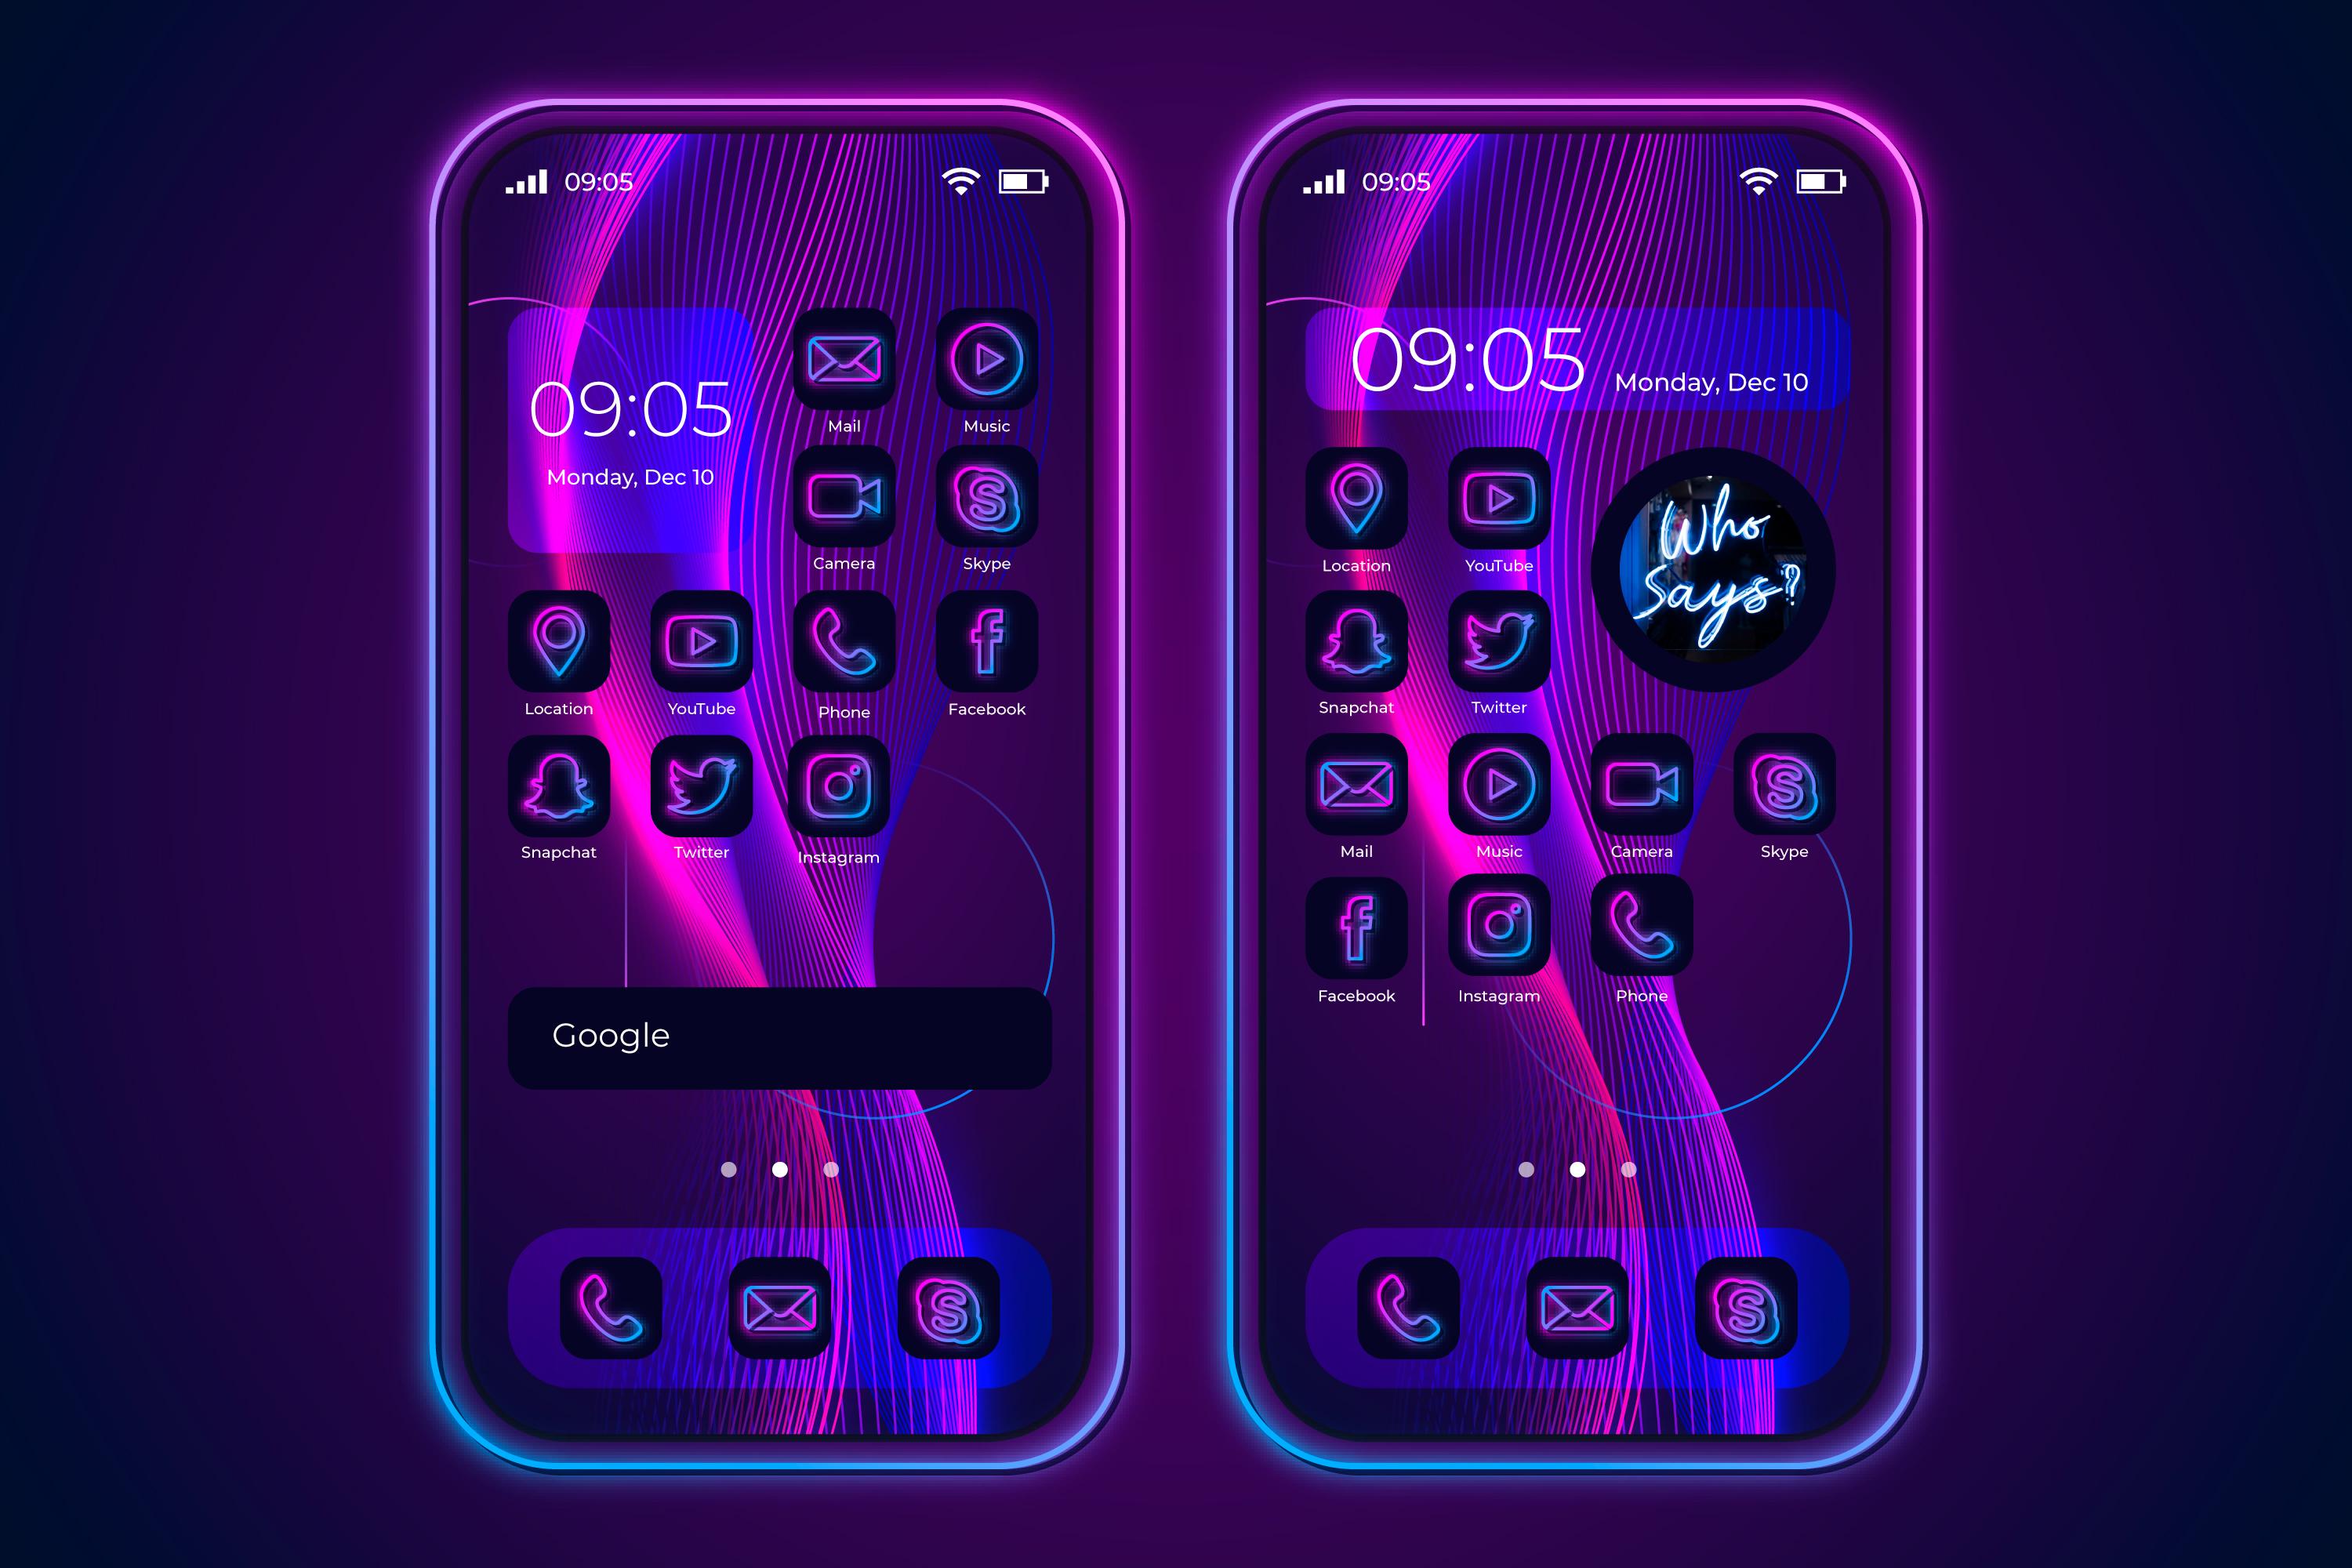 09:05
09:05
Monday, Dec 10
Mail
Music
Camera
Skype
Location
YouTube
Phone
Facebook
Snapchat
Twitter
Instagram
Google
09:05
09:05
Monday, Dec 10
Location
YouTube
Who
Says?
Snapchat
Twitter
Mail
Music
Camera
Skype
Facebook
Instagram
Phone